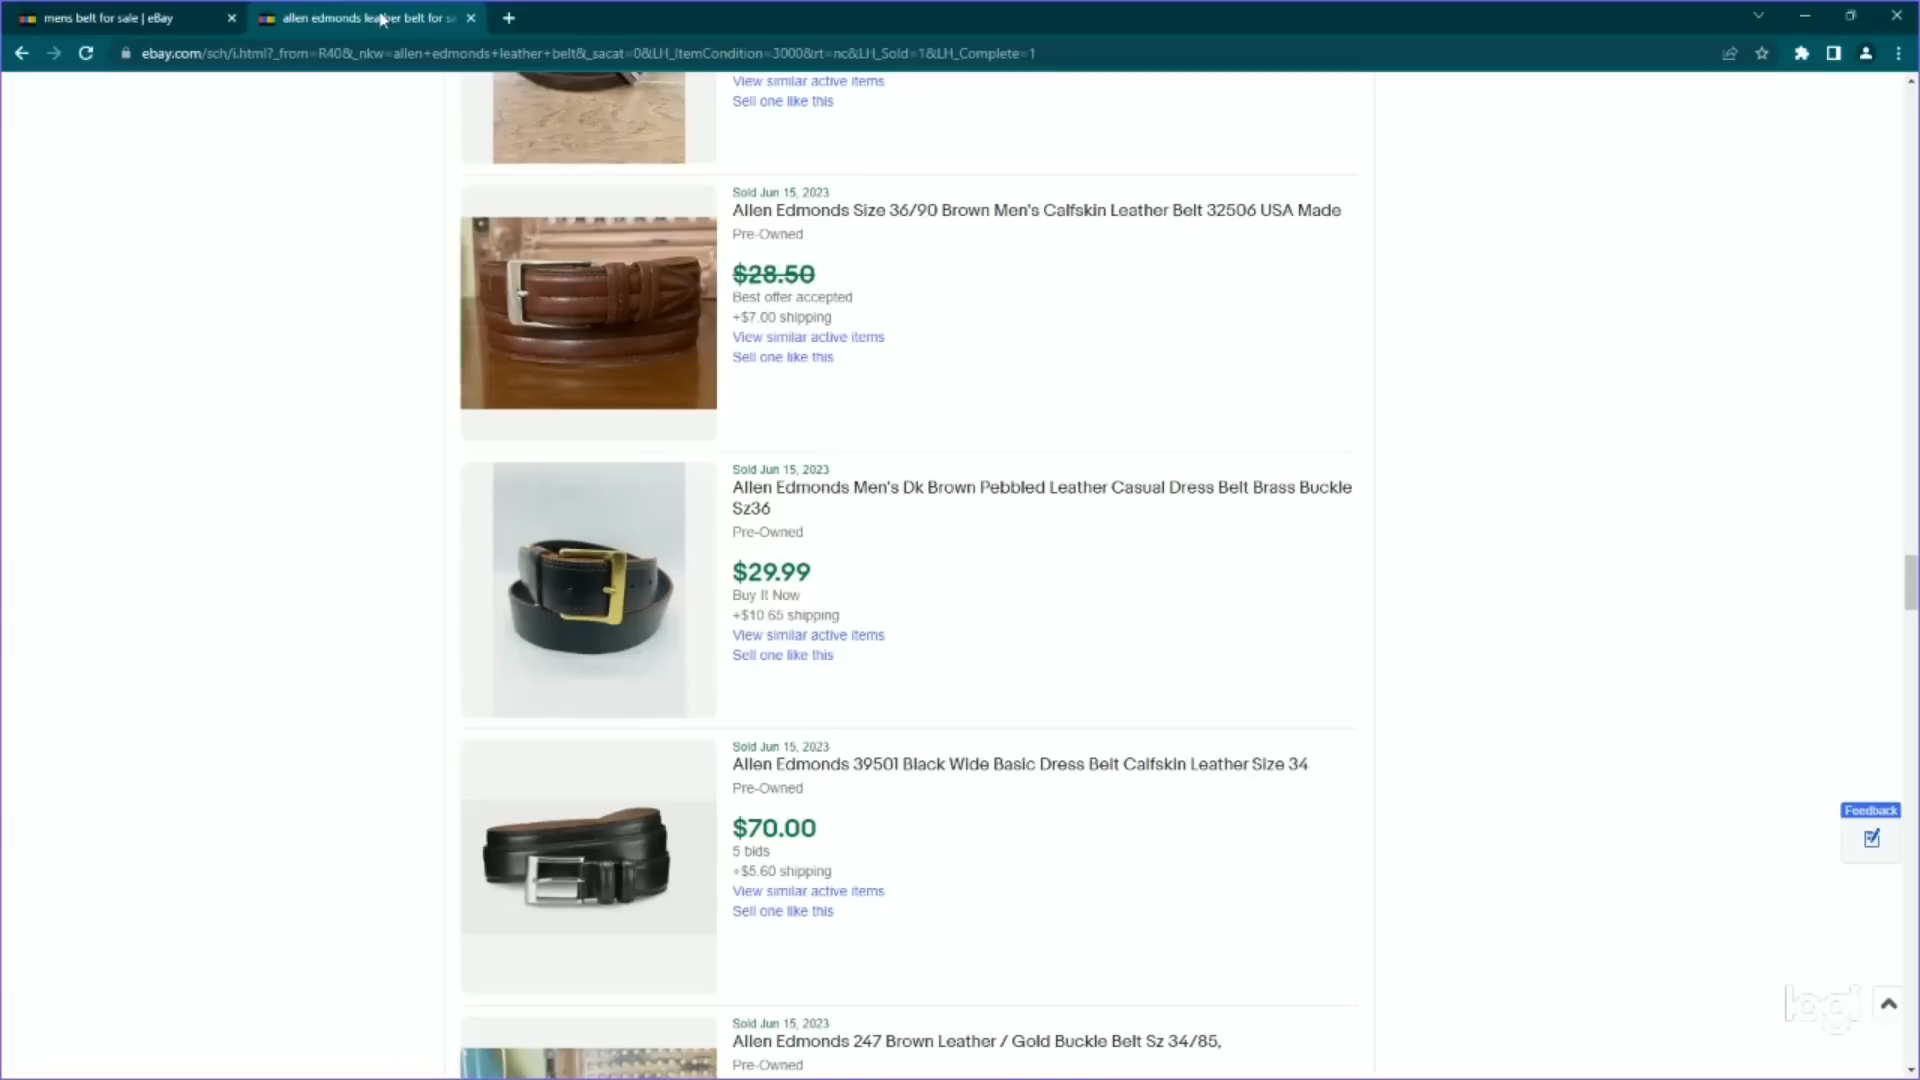 mens belt for sale | eBay
allen edmonds leather belt for sa
ebay.com/sch/i.html?_from=R40&_nkw=allen+edmonds+leather+belt&_sacat=0&LH_ItemCondition=3000&rt=nc&LH_Sold=1&LH_Complete=1
View similar active items
Sell one like this
Sold Jun 15, 2023
Allen Edmonds Size 36/90 Brown Men's Calfskin Leather Belt 32506 USA Made
Pre-Owned
$28.50
Best offer accepted
+$7.00 shipping
View similar active items
Sell one like this
Sold Jun 15, 2023
Allen Edmonds Men's Dk Brown Pebbled Leather Casual Dress Belt Brass Buckle
Sz36
Pre-Owned
$29.99
Buy It Now
+$10.65 shipping
View similar active items
Sell one like this
Sold Jun 15, 2023
Allen Edmonds 39501 Black Wide Basic Dress Belt Calfskin Leather Size 34
Pre-Owned
$70.00
5 bids
+$5.60 shipping
View similar active items
Sell one like this
Feedback
logi
Sold Jun 15, 2023
Allen Edmonds 247 Brown Leather / Gold Buckle Belt Sz 34/85,
Pre-Owned